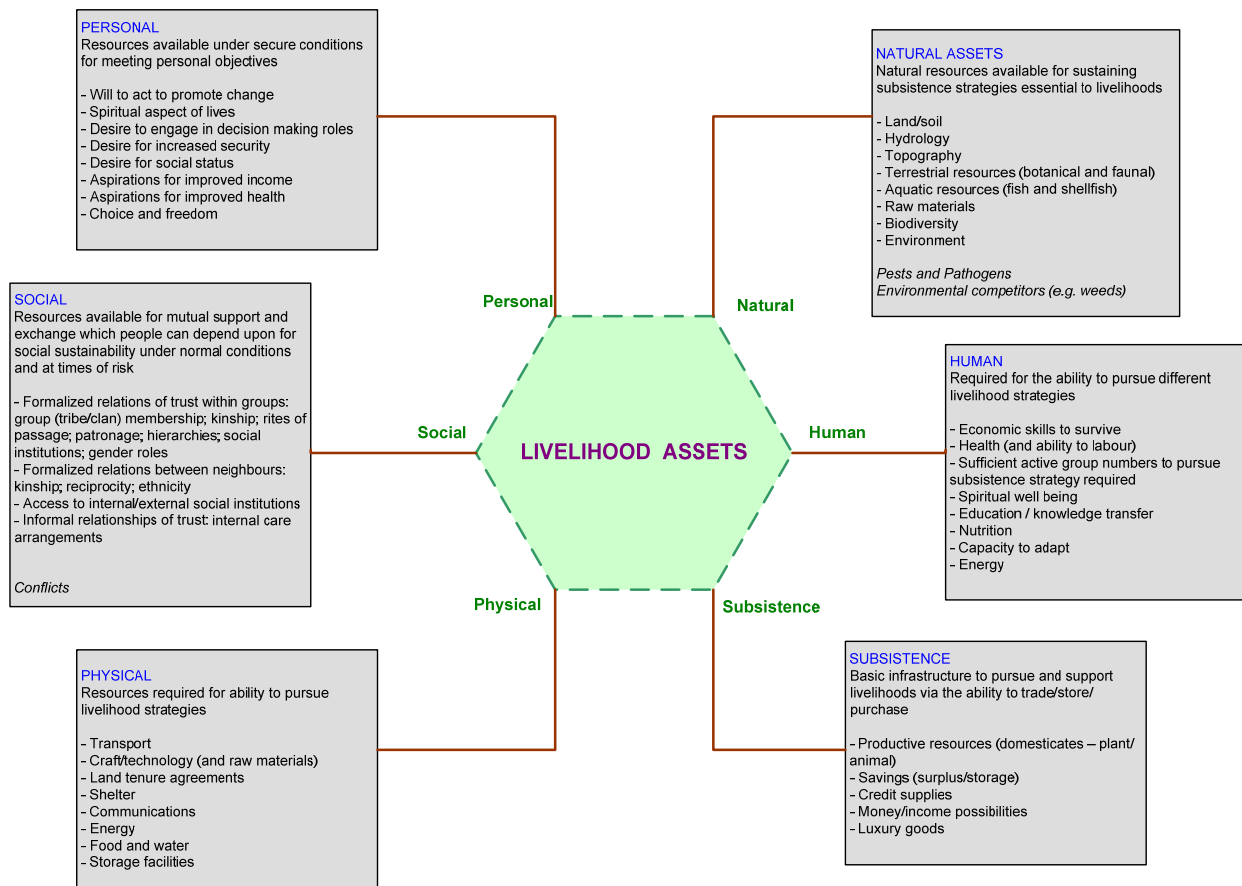 PERSONAL
Resources available under secure conditions
for meeting personal objectives
- Will to act to promote change
- Spiritual aspect of lives
- Desire to engage in decision making roles
- Desire for increased security
- Desire for social status
- Aspirations for improved income
- Aspirations for improved health
- Choice and freedom
NATURAL ASSETS
Natural resources available for sustaining
subsistence strategies essential to livelihoods
- Land/soil
- Hydrology
- Topography
- Terrestrial resources (botanical and faunal)
- Aquatic resources (fish and shellfish)
- Raw materials
- Biodiversity
- Environment
Pests and Pathogens
Environmental competitors (e.g. weeds)
SOCIAL
Resources available for mutual support and
exchange which people can depend upon for
social sustainability under normal conditions
and at times of risk
- Formalized relations of trust within groups:
group (tribe/clan) membership; kinship; rites of
passage; patronage; hierarchies; social
institutions; gender roles
- Formalized relations between neighbours:
kinship; reciprocity; ethnicity
- Access to internal/external social institutions
- Informal relationships of trust: internal care
arrangements
Conflicts
Personal
Natural
Social
LIVELIHOOD ASSETS
Human
Physical
Subsistence
HUMAN
Required for the ability to pursue different
livelihood strategies
- Economic skills to survive
- Health (and ability to labour)
- Sufficient active group numbers to pursue
subsistence strategy required
- Spiritual well being
- Education / knowledge transfer
- Nutrition
- Capacity to adapt
- Energy
PHYSICAL
Resources required for ability to pursue
livelihood strategies
- Transport
- Craft/technology (and raw materials)
- Land tenure agreements
- Shelter
- Communications
- Energy
- Food and water
- Storage facilities
SUBSISTENCE
Basic infrastructure to pursue and support
livelihoods via the ability to trade/store/
purchase
- Productive resources (domesticates – plant/
animal)
- Savings (surplus/storage)
- Credit supplies
- Money/income possibilities
- Luxury goods